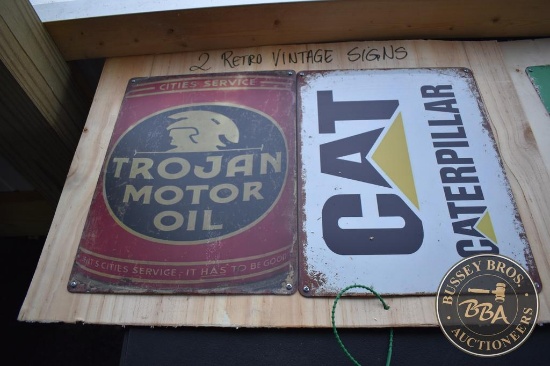 2 RETRO VINTAGE SIGNS
CITIES SERVICE
TROJAN
MOTOR
OIL
CITIES SERVICE - IT HAS TO BE GOOD
CAT
CATERPILLAR
BUSSEY BROS.
BBA
AUCTIONEERS